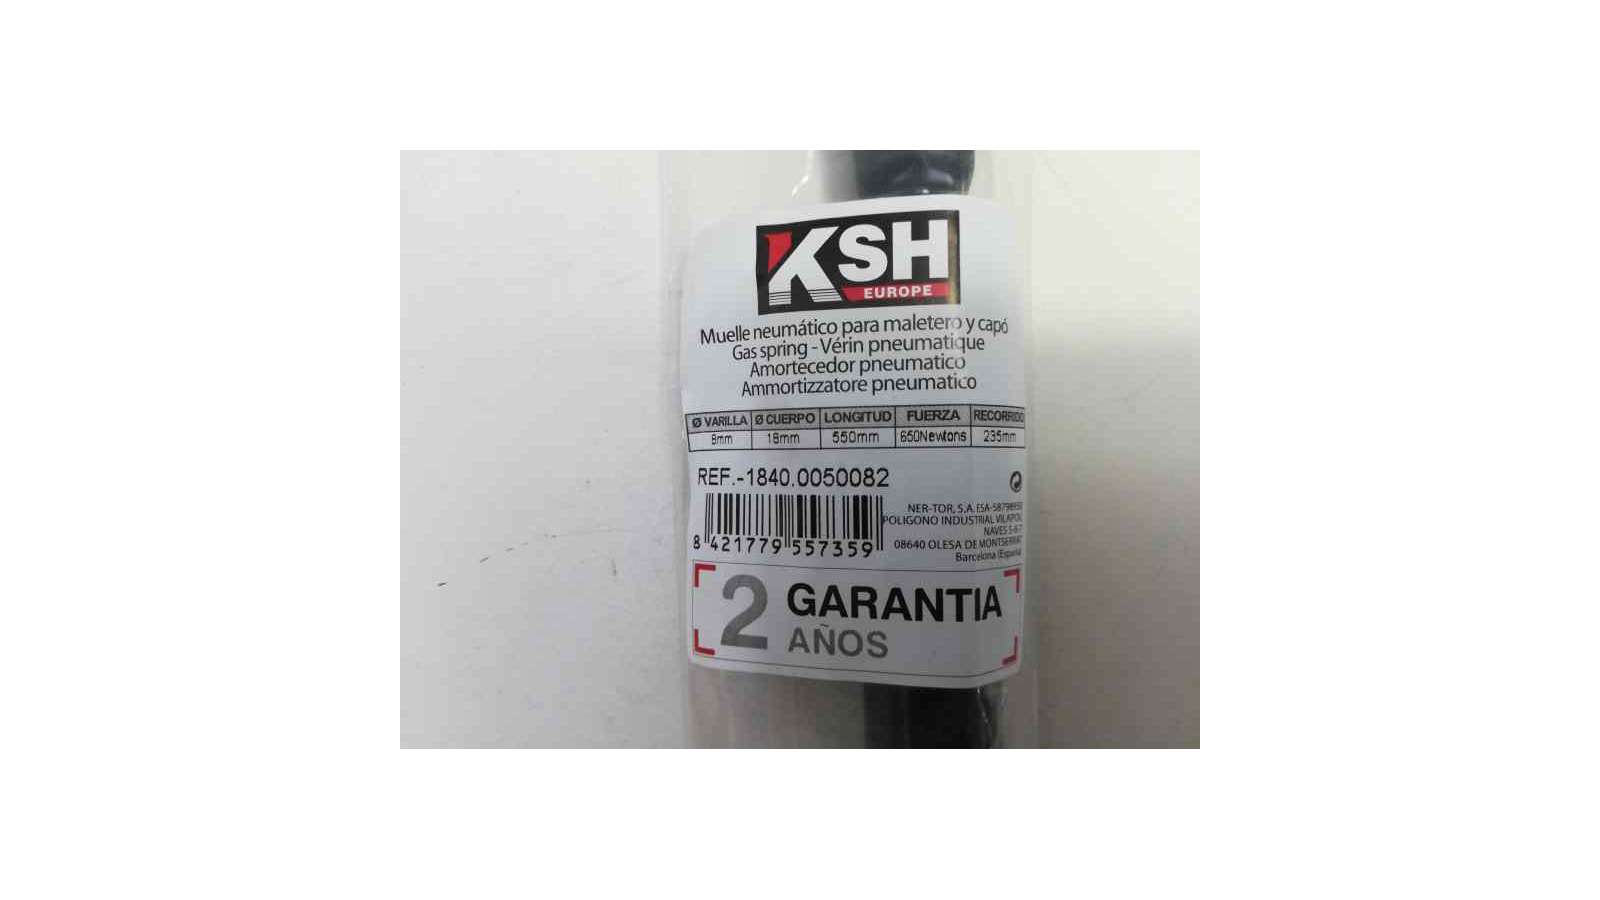 KSH
EUROPE
Muelle neumático para maletero y capó
Gas spring - Vérin pneumatique
Amortecedor pneumatico
Ammortizzatore pneumatico
Ø VARILLA Ø CUERPO LONGITUD FUERZA RECORRIDO
8mm 18mm 550mm 650Newtons 235mm
REF.-1840.0050082
NER-TOR, S.A.
POLIGONO INDUSTRIAL
NAVES
08640 OLESA DE MONTSERRAT
Barcelona (España)
8 421779 557359
2 GARANTIA
AÑOS